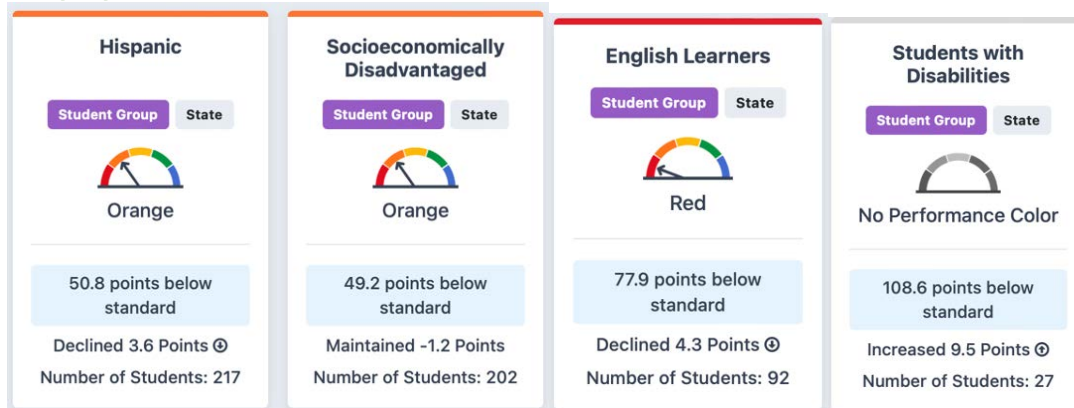 Hispanic
Student Group State
Orange
50.8 points below
standard
Declined 3.6 Points
Number of Students: 217
Socioeconomically
Disadvantaged
Student Group State
Orange
49.2 points below
standard
Maintained -1.2 Points
Number of Students: 202
English Learners
Student Group State
Red
77.9 points below
standard
Declined 4.3 Points
Number of Students: 92
Students with
Disabilities
Student Group State
No Performance Color
108.6 points below
standard
Increased 9.5 Points
Number of Students: 27